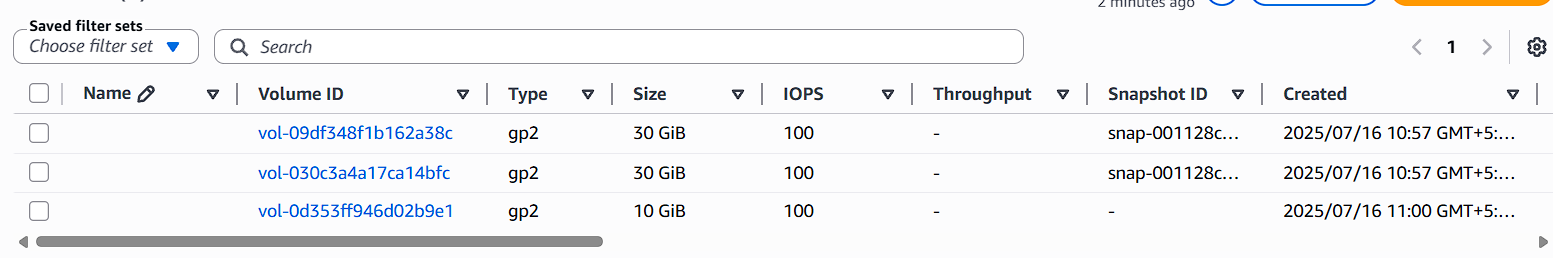 2 minutes ago
Saved filter sets
Choose filter set Search 1
Name Volume ID Type Size IOPS Throughput Snapshot ID Created
vol-09df348f1b162a38c gp2 30 GiB 100 - snap-001128c... 2025/07/16 10:57 GMT+5:...
vol-030c3a4a17ca14bfc gp2 30 GiB 100 - snap-001128c... 2025/07/16 10:57 GMT+5:...
vol-0d353ff946d02b9e1 gp2 10 GiB 100 - - 2025/07/16 11:00 GMT+5:...